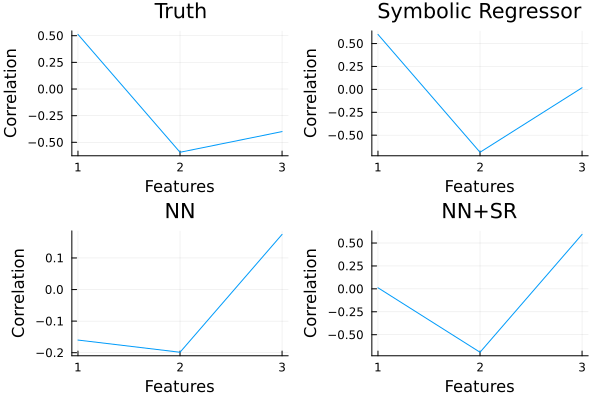 Truth
Correlation
0.50
0.25
0.00
−0.25
−0.50
1
2
3
Features
Symbolic Regressor
Correlation
0.50
0.25
0.00
−0.25
−0.50
1
2
3
Features
NN
Correlation
0.1
0.0
−0.1
−0.2
1
2
3
Features
NN+SR
Correlation
0.50
0.25
0.00
−0.25
−0.50
1
2
3
Features